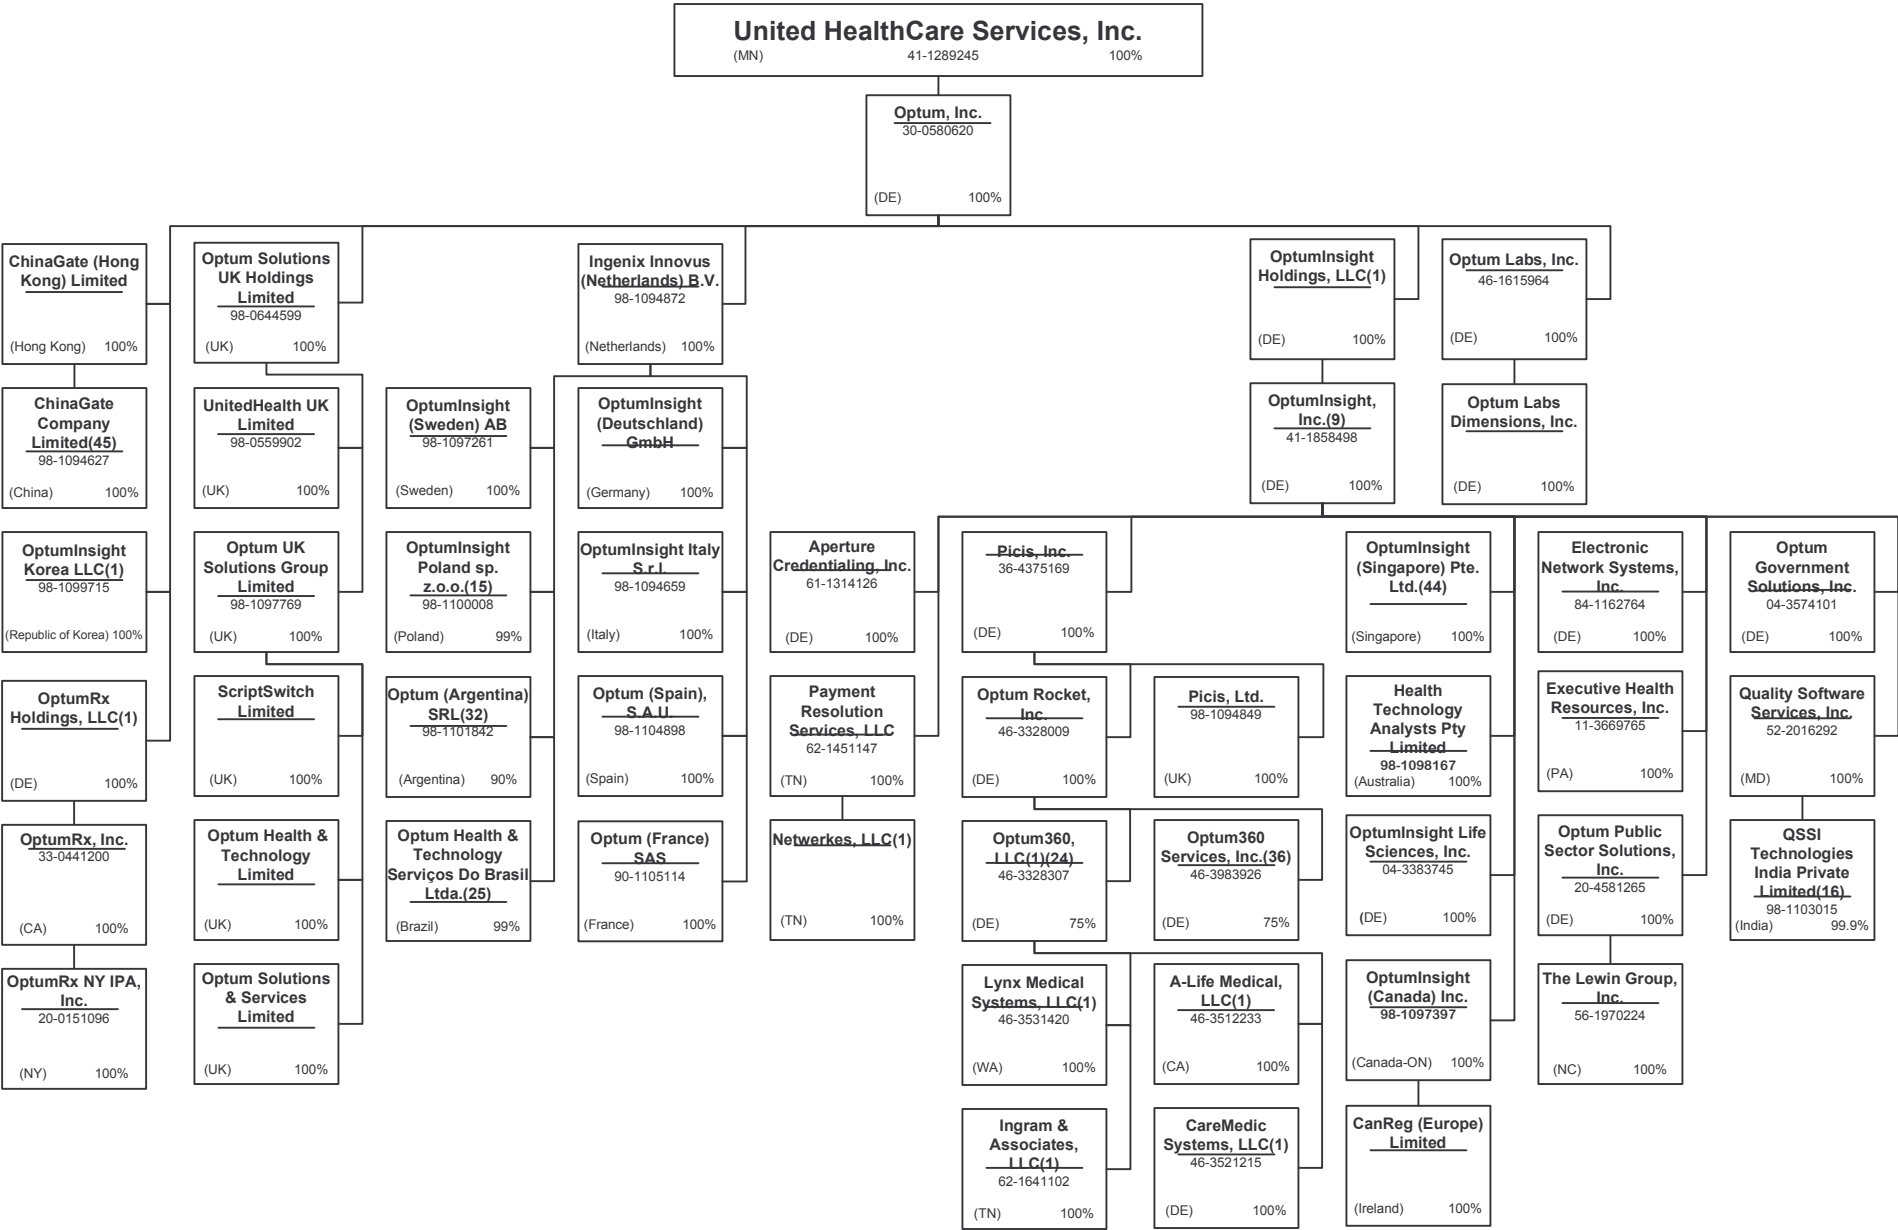 United HealthCare Services, Inc.
(MN) 41-1289245 100%
Optum, Inc.
30-0580620
(DE) 100%
ChinaGate (Hong
Kong) Limited
(Hong Kong) 100%
Optum Solutions
UK Holdings
Limited
98-0644599
(UK) 100%
Ingenix Innovus
(Netherlands) B.V.
98-1094872
(Netherlands) 100%
OptumInsight
Holdings, LLC(1)
(DE) 100%
Optum Labs, Inc.
46-1615964
(DE) 100%
ChinaGate
Company
Limited(45)
98-1094627
(China) 100%
UnitedHealth UK
Limited
98-0559902
(UK) 100%
OptumInsight
(Sweden) AB
98-1097261
(Sweden) 100%
OptumInsight
(Deutschland)
GmbH
(Germany) 100%
OptumInsight,
Inc.(9)
41-1858498
(DE) 100%
Optum Labs
Dimensions, Inc.
(DE) 100%
OptumInsight
Korea LLC(1)
98-1099715
(Republic of Korea) 100%
Optum UK
Solutions Group
Limited
98-1097769
(UK) 100%
OptumInsight
Poland sp.
z.o.o.(15)
98-1100008
(Poland) 99%
OptumInsight Italy
S.r.l.
98-1094659
(Italy) 100%
Aperture
Credentialing, Inc.
61-1314126
(DE) 100%
Picis, Inc.
36-4375169
(DE) 100%
OptumInsight
(Singapore) Pte.
Ltd.(44)
(Singapore) 100%
Electronic
Network Systems,
Inc.
84-1162764
(DE) 100%
Optum
Government
Solutions, Inc.
04-3574101
(DE) 100%
OptumRx
Holdings, LLC(1)
(DE) 100%
ScriptSwitch
Limited
(UK) 100%
Optum (Argentina)
SRL(32)
98-1101842
(Argentina) 90%
Optum (Spain),
S.A.U.
98-1104898
(Spain) 100%
Payment
Resolution
Services, LLC
62-1451147
(TN) 100%
Optum Rocket,
Inc.
46-3328009
(DE) 100%
Picis, Ltd.
98-1094849
(UK) 100%
Health
Technology
Analysts Pty
Limited
98-1098167
(Australia) 100%
Executive Health
Resources, Inc.
11-3669765
(PA) 100%
Quality Software
Services, Inc.
52-2016292
(MD) 100%
OptumRx, Inc.
33-0441200
(CA) 100%
Optum Health &
Technology
Limited
(UK) 100%
Optum Health &
Technology
Serviços Do Brasil
Ltda.(25)
(Brazil) 99%
Optum (France)
SAS
90-1105114
(France) 100%
Netwerkes, LLC(1)
(TN) 100%
Optum360,
LLC(1)(24)
46-3328307
(DE) 75%
Optum360
Services, Inc.(36)
46-3983926
(DE) 75%
OptumInsight Life
Sciences, Inc.
04-3383745
(DE) 100%
Optum Public
Sector Solutions,
Inc.
20-4581265
(DE) 100%
QSSI
Technologies
India Private
Limited(16)
98-1103015
(India) 99.9%
OptumRx NY IPA,
Inc.
20-0151096
(NY) 100%
Optum Solutions
& Services
Limited
(UK) 100%
Lynx Medical
Systems, LLC(1)
46-3531420
(WA) 100%
A-Life Medical,
LLC(1)
46-3512233
(CA) 100%
OptumInsight
(Canada) Inc.
98-1097397
(Canada-ON) 100%
The Lewin Group,
Inc.
56-1970224
(NC) 100%
Ingram &
Associates,
LLC(1)
62-1641102
(TN) 100%
CareMedic
Systems, LLC(1)
46-3521215
(DE) 100%
CanReg (Europe)
Limited
(Ireland) 100%